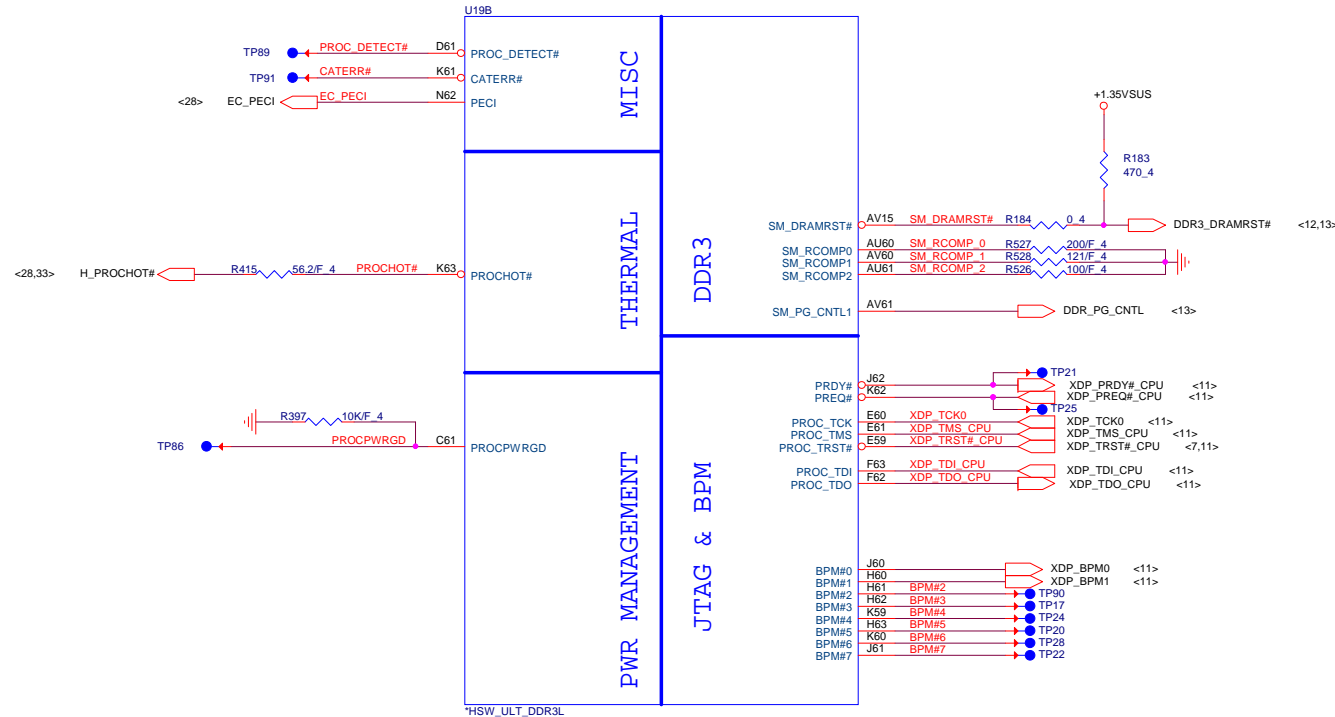 U19B
TP89 PROC_DETECT# D61 PROC_DETECT#
TP91 CATERR# K61 CATERR#
<28> EC_PECI EC_PECI N62 PECI
MISC
+1.35VSUS
R183
470_4
SM_DRAMRST# AV15 SM_DRAMRST# R184 0_4 DDR3_DRAMRST# <12,13>
SM_RCOMP0 AU60 SM_RCOMP_0 R527 200/F_4
SM_RCOMP1 AV60 SM_RCOMP_1 R528 121/F_4
SM_RCOMP2 AU61 SM_RCOMP_2 R526 100/F_4
SM_PG_CNTL1 AV61 DDR_PG_CNTL <13>
DDR3
<28,33> H_PROCHOT# R415 56.2/F_4 PROCHOT# K63 PROCHOT#
THERMAL
R397 10K/F_4
TP86 PROCPWRGD C61 PROCPWRGD
PWR MANAGEMENT
TP21
PRDY# J62 XDP_PRDY#_CPU <11>
PREQ# K62 XDP_PREQ#_CPU <11>
TP25
PROC_TCK E60 XDP_TCK0 XDP_TCK0 <11>
PROC_TMS E61 XDP_TMS_CPU XDP_TMS_CPU <11>
PROC_TRST# E59 XDP_TRST#_CPU XDP_TRST#_CPU <7,11>
PROC_TDI F63 XDP_TDI_CPU XDP_TDI_CPU <11>
PROC_TDO F62 XDP_TDO_CPU XDP_TDO_CPU <11>
JTAG & BPM
BPM#0 J60 XDP_BPM0 <11>
BPM#1 H60 XDP_BPM1 <11>
BPM#2 H61 BPM#2 TP90
BPM#3 H62 BPM#3 TP17
BPM#4 K59 BPM#4 TP24
BPM#5 H63 BPM#5 TP20
BPM#6 K60 BPM#6 TP28
BPM#7 J61 BPM#7 TP22
*HSW_ULT_DDR3L